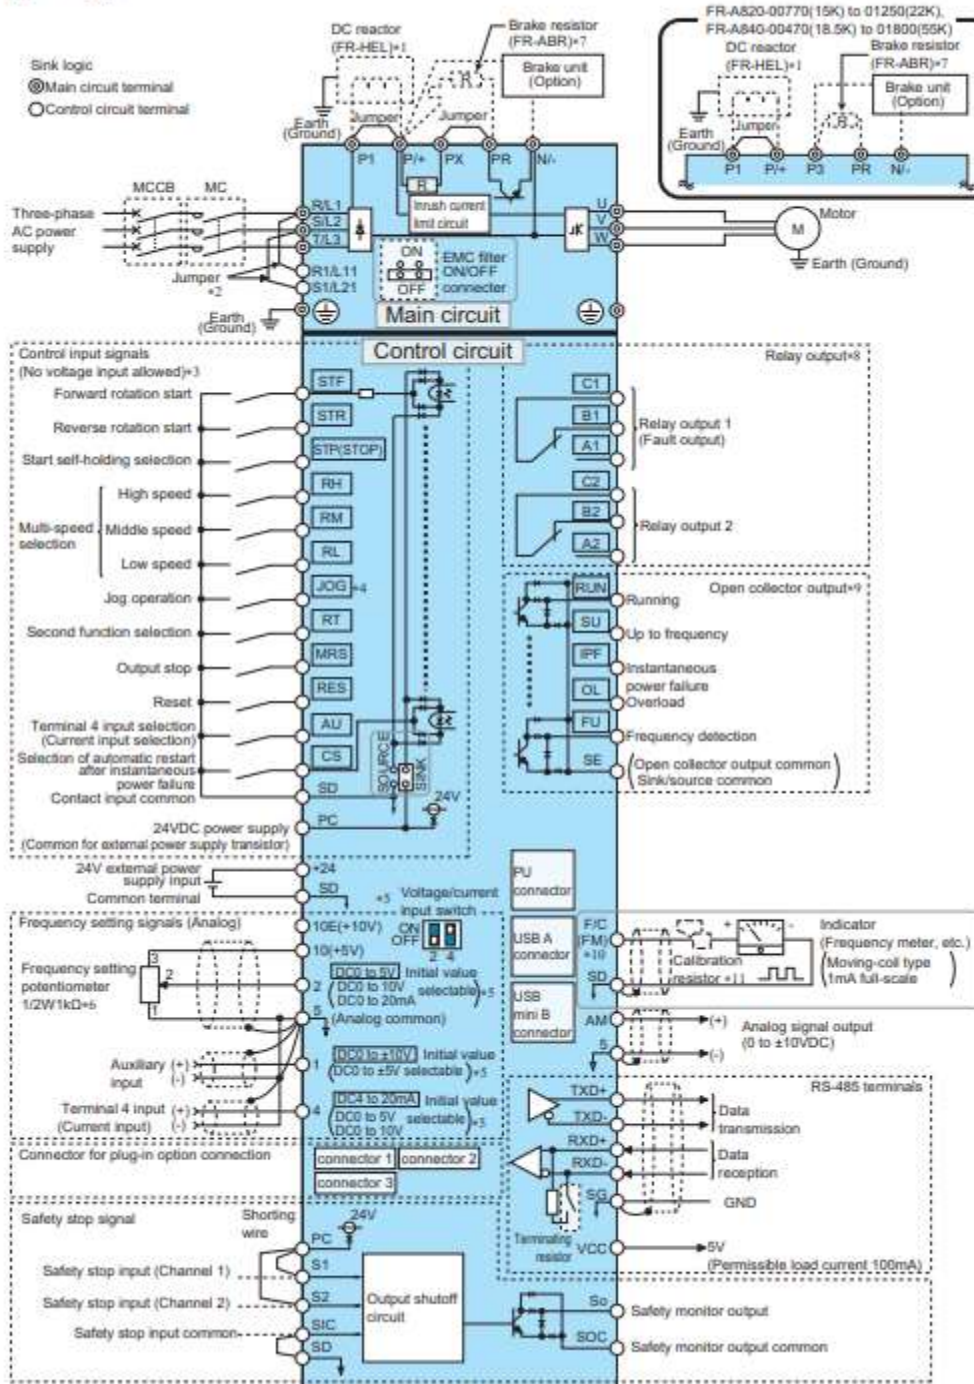 FR-A820-00770(15K) to 01250(22K),
FR-A840-00470(18.5K) to 01800(55K)
DC reactor
(FR-HEL)*1
Brake resistor
(FR-ABR)*7
Brake unit
(Option)
R
Jumper
Earth
(Ground)
P1
P/+
P3
PR
N/-
Sink logic
Main circuit terminal
Control circuit terminal
DC reactor
(FR-HEL)*1
Brake resistor
(FR-ABR)*7
Brake unit
(Option)
R
Earth
(Ground)
Jumper
Jumper
P1
P/+
PX
PR
N/-
R
Inrush current
limit circuit
MCCB
MC
Three-phase
AC power
supply
R/L1
S/L2
T/L3
R1/L11
S1/L21
Jumper
*2
Earth
(Ground)
ON
OFF
EMC filter
ON/OFF
connecter
Main circuit
U
V
W
Motor
M
Earth (Ground)
Control circuit
Control input signals
(No voltage input allowed)*3
Forward rotation start
STF
Reverse rotation start
STR
Start self-holding selection
STP(STOP)
Multi-speed
selection
High speed
RH
Middle speed
RM
Low speed
RL
Jog operation
JOG *4
Second function selection
RT
Output stop
MRS
Reset
RES
Terminal 4 input selection
(Current input selection)
AU
Selection of automatic restart
after instantaneous
power failure
CS
Contact input common
SD
SOURCE
SINK
24V
24VDC power supply
(Common for external power supply transistor)
PC
Relay output*8
C1
B1
A1
Relay output 1
(Fault output)
C2
B2
A2
Relay output 2
Open collector output*9
RUN
Running
SU
Up to frequency
IPF
Instantaneous
power failure
OL
Overload
FU
Frequency detection
SE
(Open collector output common
Sink/source common)
24V external power
supply input
+24
Common terminal
SD
*5
Voltage/current
input switch
ON
OFF
2 4
Frequency setting signals (Analog)
10E(+10V)
10(+5V)
Frequency setting
potentiometer
1/2W1kΩ*6
3
2
1
2
DC0 to 5V Initial value
(DC0 to 10V
DC0 to 20mA selectable)*5
5
(Analog common)
Auxiliary
input
(+)
(-)
1
DC0 to ±10V Initial value
(DC0 to ±5V selectable)*5
Terminal 4 input
(Current input)
(+)
(-)
4
DC4 to 20mA Initial value
(DC0 to 5V
DC0 to 10V selectable)*5
PU
connector
USB A
connector
USB
mini B
connector
F/C
(FM)
*10
SD
Calibration
resistor *11
+
-
Indicator
(Frequency meter, etc.)
(Moving-coil type
1mA full-scale)
AM
(+)
5
(-)
Analog signal output
(0 to ±10VDC)
Connector for plug-in option connection
connector 1
connector 2
connector 3
RS-485 terminals
TXD+
TXD-
Data
transmission
RXD+
RXD-
Data
reception
SG
GND
Terminating
resistor
VCC
5V
(Permissible load current 100mA)
Safety stop signal
Shorting
wire
24V
PC
Safety stop input (Channel 1)
S1
Safety stop input (Channel 2)
S2
Safety stop input common
SIC
SD
Output shutoff
circuit
So
Safety monitor output
SOC
Safety monitor output common